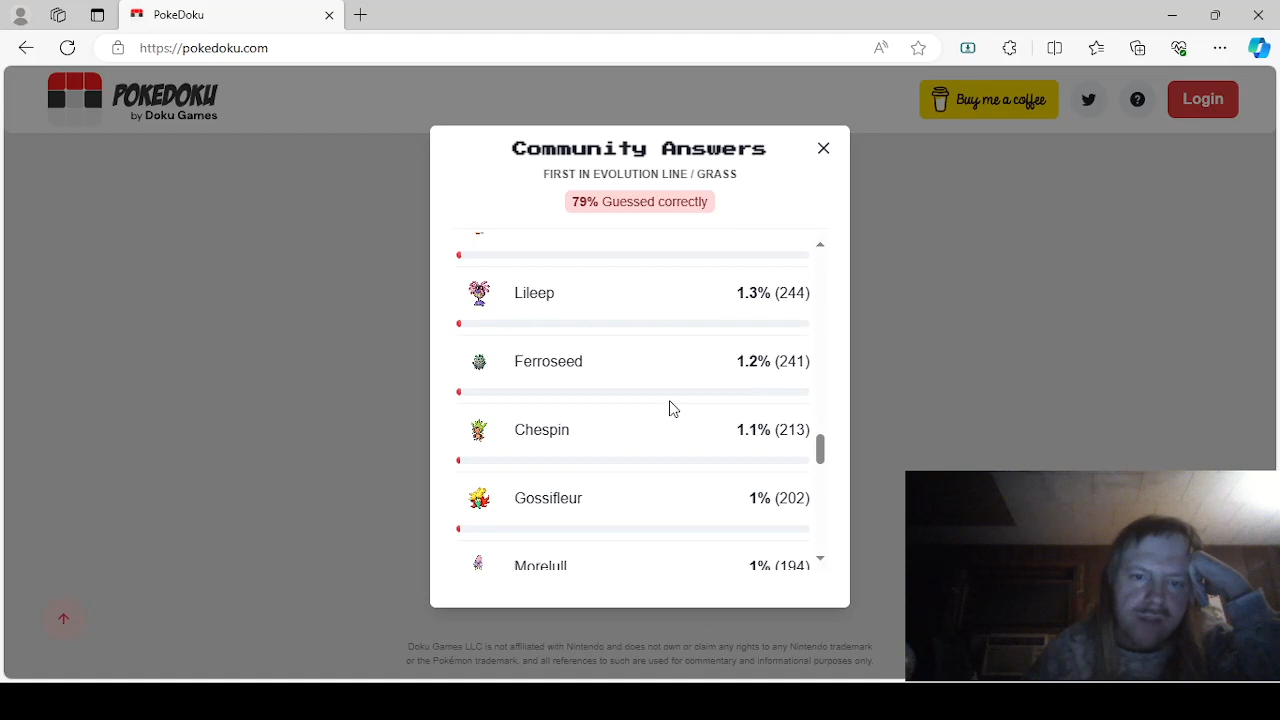 PokeDoku
https://pokedoku.com
POKEDOKU
by Doku Games
Buy me a coffee
Login
Community Answers
FIRST IN EVOLUTION LINE / GRASS
79% Guessed correctly
Lileep 1.3% (244)
Ferroseed 1.2% (241)
Chespin 1.1% (213)
Gossifleur 1% (202)
Morelull 1% (194)
Doku Games LLC is not affiliated with Nintendo and does not own or claim any rights to any Nintendo trademark
or the Pokémon trademark, and all references to such are used for commentary and informational purposes only.